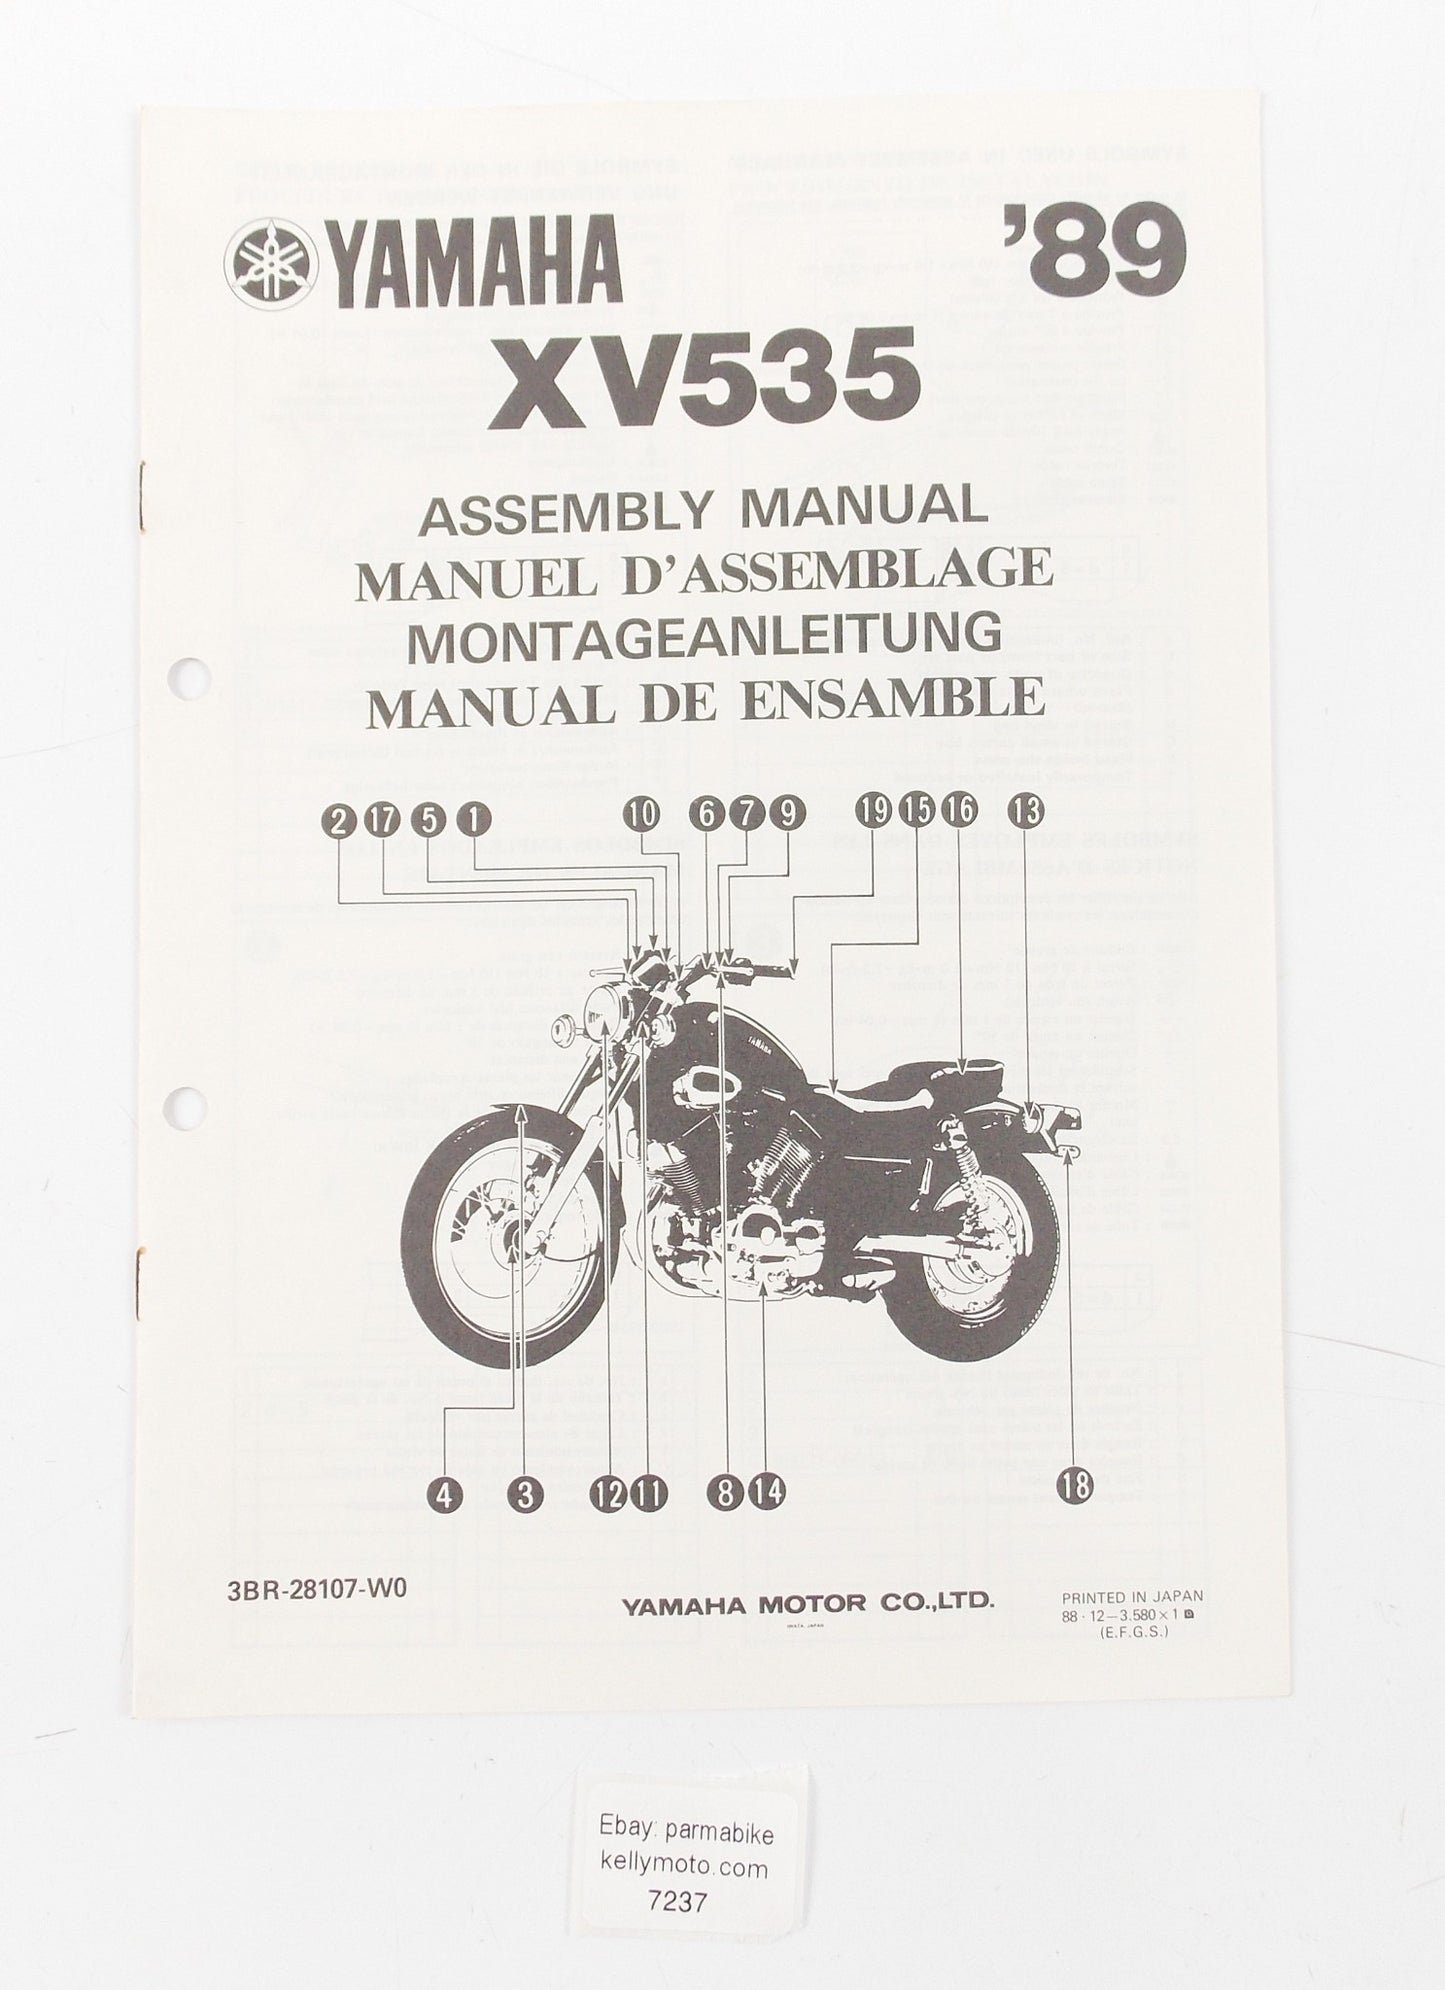 YAMAHA '89
XV535
ASSEMBLY MANUAL
MANUEL D'ASSEMBLAGE
MONTAGEANLEITUNG
MANUAL DE ENSAMBLE
2 17 5 1 10 6 7 9 19 15 16 13
YAMAHA
4 3 12 11 8 14 18
3BR-28107-W0
YAMAHA MOTOR CO.,LTD.
IWATA, JAPAN
PRINTED IN JAPAN
88·12—3.580×1
(E.F.G.S.)
Ebay: parmabike
kellymoto.com
7237